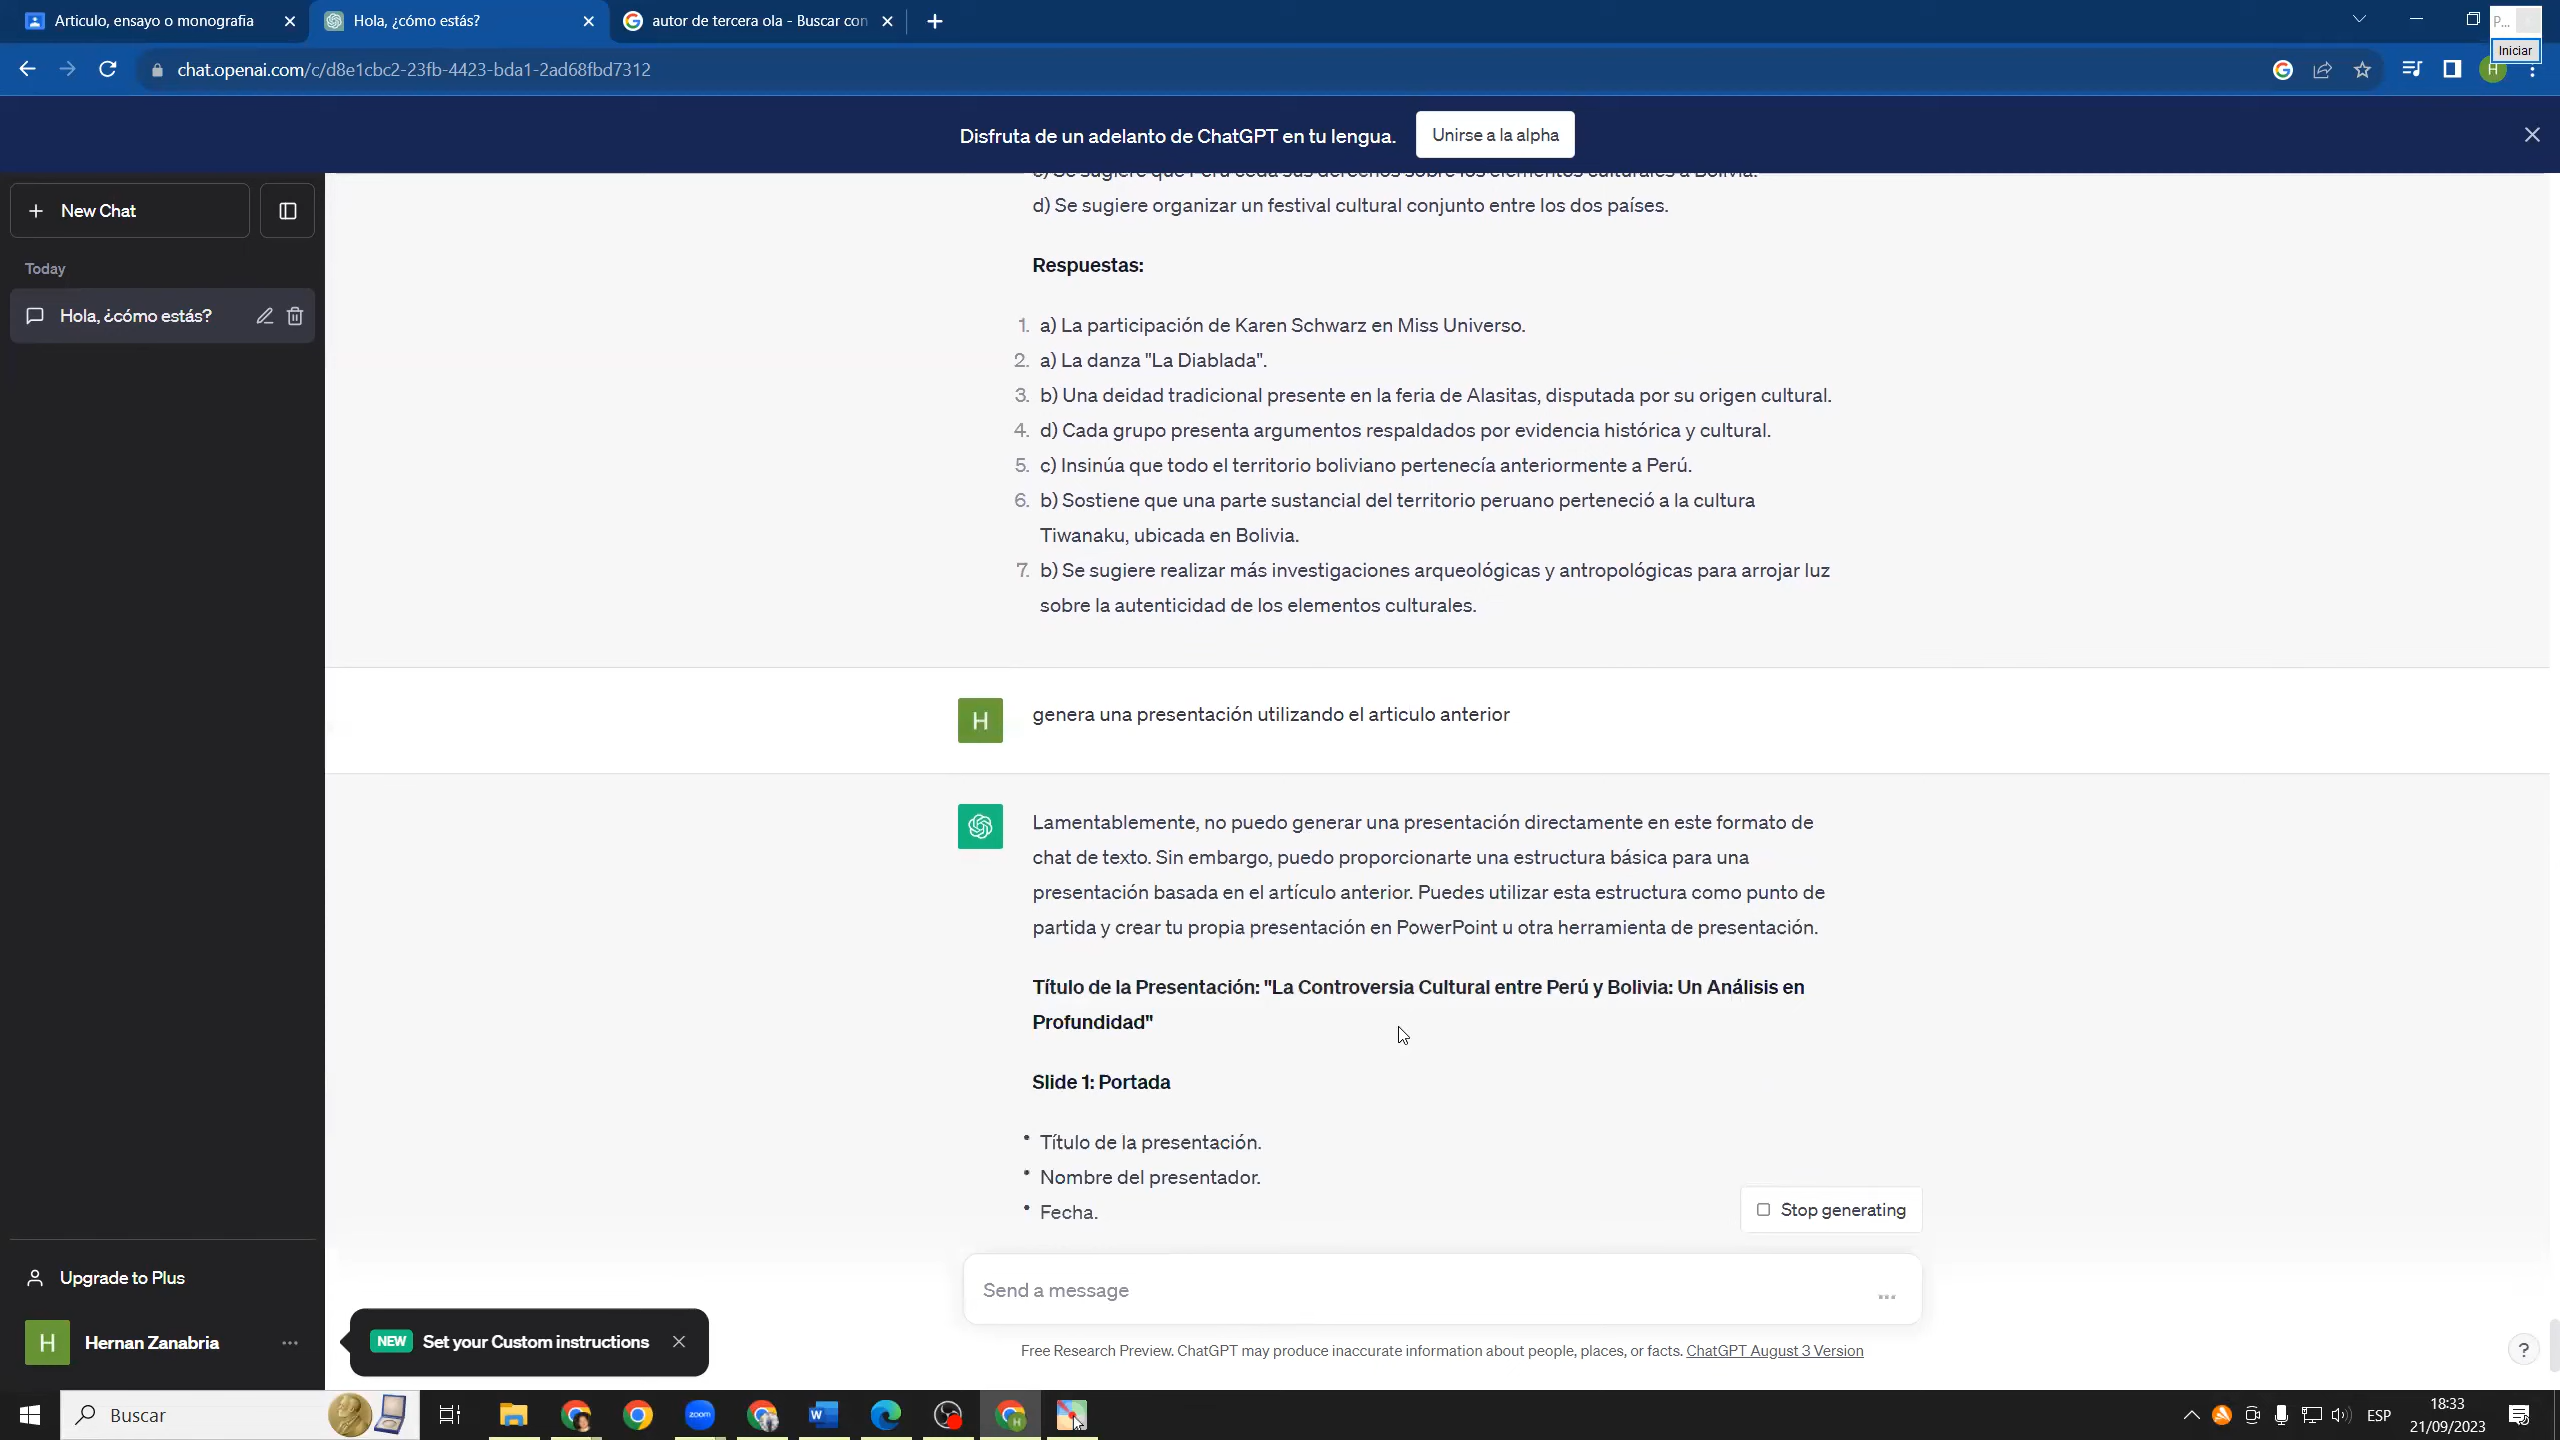 Articulo, ensayo o monografia
Hola, ¿cómo estás?
autor de tercera ola - Buscar con
P...
Iniciar
chat.openai.com/c/d8e1cbc2-23fb-4423-bda1-2ad68fbd7312
H
Disfruta de un adelanto de ChatGPT en tu lengua.
Unirse a la alpha
New Chat
Today
Hola, ¿cómo estás?
d) Se sugiere organizar un festival cultural conjunto entre los dos países.
Respuestas:
1. a) La participación de Karen Schwarz en Miss Universo.
2. a) La danza "La Diablada".
3. b) Una deidad tradicional presente en la feria de Alasitas, disputada por su origen cultural.
4. d) Cada grupo presenta argumentos respaldados por evidencia histórica y cultural.
5. c) Insinúa que todo el territorio boliviano pertenecía anteriormente a Perú.
6. b) Sostiene que una parte sustancial del territorio peruano perteneció a la cultura
Tiwanaku, ubicada en Bolivia.
7. b) Se sugiere realizar más investigaciones arqueológicas y antropológicas para arrojar luz
sobre la autenticidad de los elementos culturales.
H
genera una presentación utilizando el articulo anterior
Lamentablemente, no puedo generar una presentación directamente en este formato de
chat de texto. Sin embargo, puedo proporcionarte una estructura básica para una
presentación basada en el artículo anterior. Puedes utilizar esta estructura como punto de
partida y crear tu propia presentación en PowerPoint u otra herramienta de presentación.
Título de la Presentación: "La Controversia Cultural entre Perú y Bolivia: Un Análisis en
Profundidad"
Slide 1: Portada
• Título de la presentación.
• Nombre del presentador.
• Fecha.
Stop generating
Send a message
Free Research Preview. ChatGPT may produce inaccurate information about people, places, or facts. ChatGPT August 3 Version
?
Upgrade to Plus
H
Hernan Zanabria
NEW Set your Custom instructions
Buscar
zoom
W
H
ESP
18:33
21/09/2023